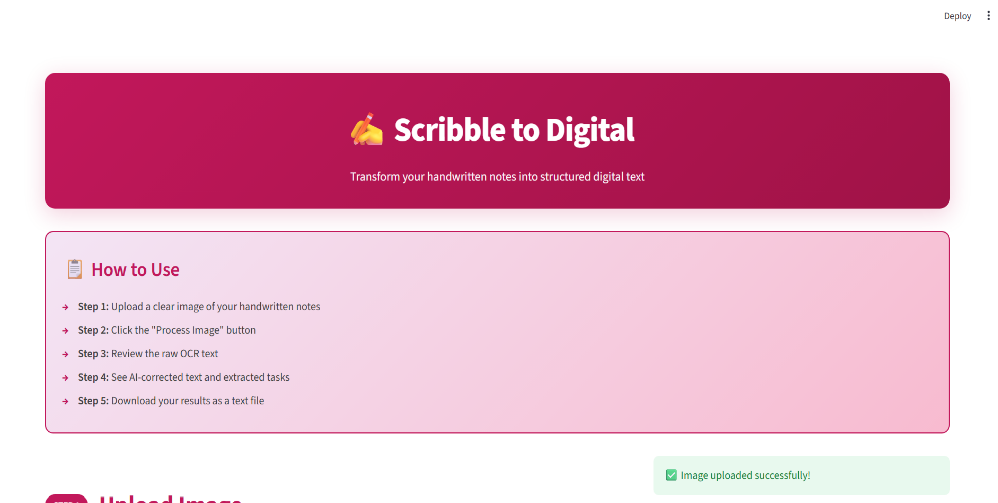 Deploy
Scribble to Digital
Transform your handwritten notes into structured digital text
How to Use
→ Step 1: Upload a clear image of your handwritten notes
→ Step 2: Click the "Process Image" button
→ Step 3: Review the raw OCR text
→ Step 4: See AI-corrected text and extracted tasks
→ Step 5: Download your results as a text file
Image uploaded successfully!
Upload Image